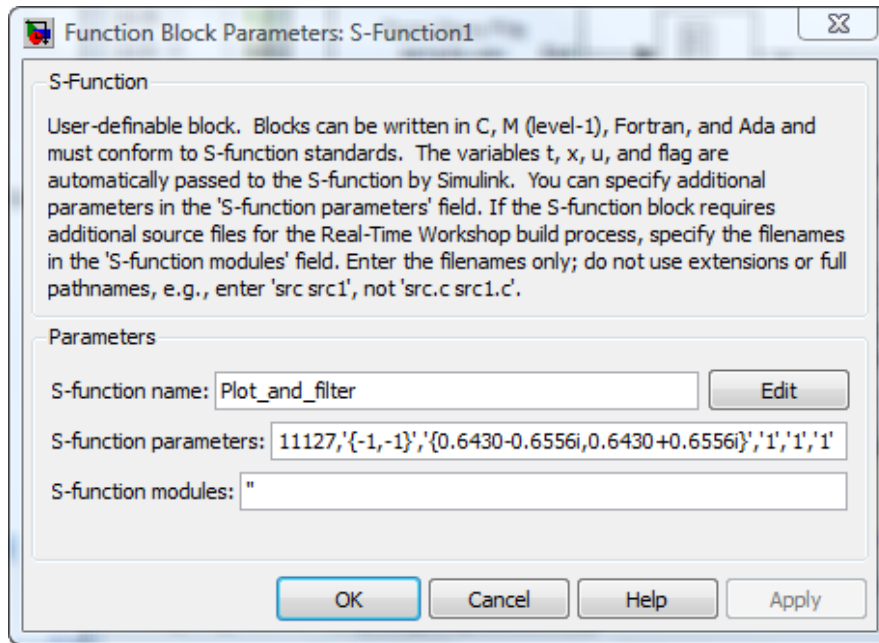 Function Block Parameters: S-Function1
S-Function
User-definable block.  Blocks can be written in C, M (level-1), Fortran, and Ada and
must conform to S-function standards.  The variables t, x, u, and flag are
automatically passed to the S-function by Simulink.  You can specify additional
parameters in the 'S-function parameters' field. If the S-function block requires
additional source files for the Real-Time Workshop build process, specify the filenames
in the 'S-function modules' field. Enter the filenames only; do not use extensions or full
pathnames, e.g., enter 'src src1', not 'src.c src1.c'.
Parameters
S-function name: Plot_and_filter Edit
S-function parameters: 11127,'{-1,-1}','{0.6430-0.6556i,0.6430+0.6556i}','1','1','1'
S-function modules: ''
OK Cancel Help Apply